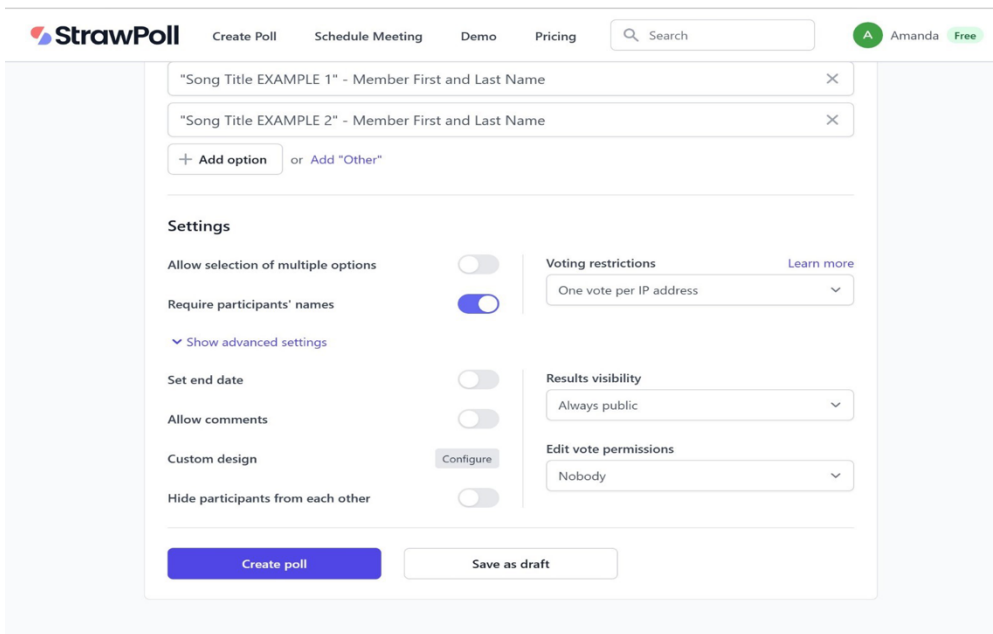 StrawPoll Create Poll Schedule Meeting Demo Pricing Search A Amanda Free
"Song Title EXAMPLE 1" - Member First and Last Name
"Song Title EXAMPLE 2" - Member First and Last Name
+ Add option or Add "Other"
Settings
Allow selection of multiple options
Require participants' names
Voting restrictions Learn more
One vote per IP address
Show advanced settings
Set end date
Allow comments
Custom design Configure
Hide participants from each other
Results visibility
Always public
Edit vote permissions
Nobody
Create poll Save as draft